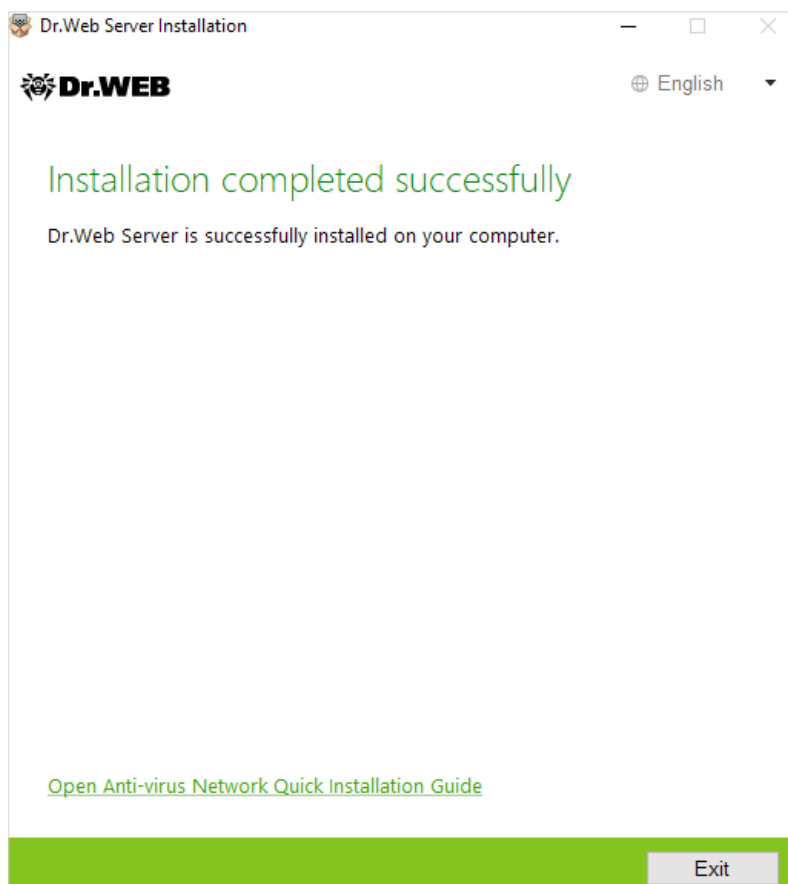 Dr.Web Server Installation
Dr.WEB
English
Installation completed successfully
Dr.Web Server is successfully installed on your computer.
Open Anti-virus Network Quick Installation Guide
Exit